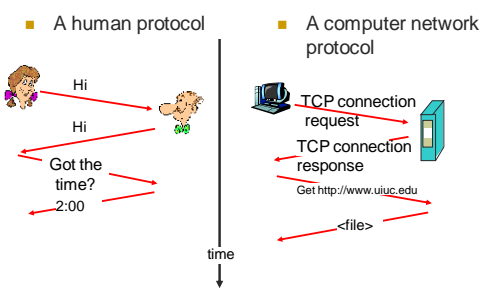 A human protocol
Hi
Hi
Got the
time?
2:00
time
A computer network
protocol
TCP connection
request
TCP connection
response
Get http://www.uiuc.edu
<file>